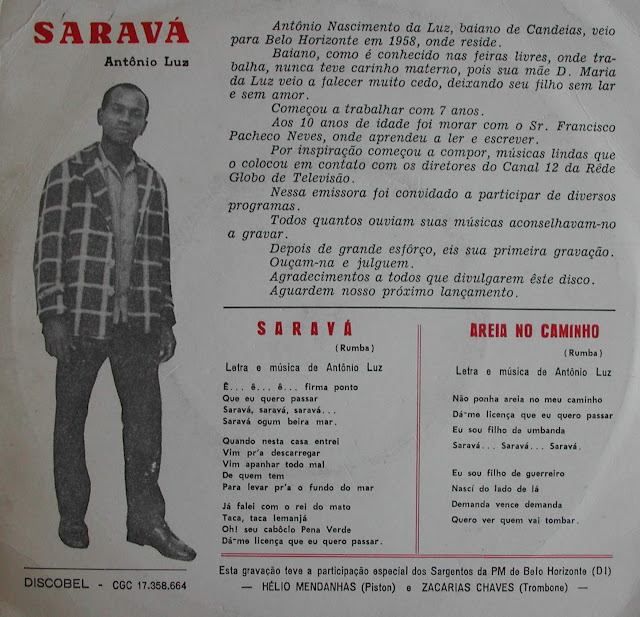 SARAVÁ
Antônio Luz
Antônio Nascimento da Luz, baiano de Candeias, veio
para Belo Horizonte em 1958, onde reside.
Baiano, como é conhecido nas feiras livres, onde tra-
balha, nunca teve carinho materno, pois sua mãe D. Maria
da Luz veio a falecer muito cedo, deixando seu filho sem lar
e sem amor.
Começou a trabalhar com 7 anos.
Aos 10 anos de idade foi morar com o Sr. Francisco
Pacheco Neves, onde aprendeu a ler e escrever.
Por inspiração começou a compor, músicas lindas que
o colocou em contato com os diretores do Canal 12 da Rêde
Globo de Televisão.
Nessa emissora foi convidado a participar de diversos
programas.
Todos quantos ouviam suas músicas aconselhavam-no
a gravar.
Depois de grande esfôrço, eis sua primeira gravação.
Ouçam-na e julguem.
Agradecimentos a todos que divulgarem êste disco.
Aguardem nosso próximo lançamento.
SARAVÁ
(Rumba)
Letra e música de Antônio Luz
Ê... ê... ê... firma ponto
Que eu quero passar
Saravá, saravá, saravá...
Saravá ogum beira mar.
Quando nesta casa entrei
Vim pr'a descarregar
Vim apanhar todo mal
De quem tem
Para levar pr'a o fundo do mar
Já falei com o rei do mato
Taca, taca Iemanjá
Oh! seu cabôclo Pena Verde
Dá-me licença que eu quero passar.
AREIA NO CAMINHO
(Rumba)
Letra e música de Antônio Luz
Não ponha areia no meu caminho
Dá-me licença que eu quero passar
Eu sou filho de umbanda
Saravá... Saravá... Saravá.
Eu sou filho de guerreiro
Nascí do lado de lá
Demanda vence demanda
Quero ver quem vai tombar.
Esta gravação teve a participação especial dos Sargentos da PM de Belo Horizonte (DI)
— HÉLIO MENDANHAS (Piston) e ZACARIAS CHAVES (Trombone) —
DISCOBEL - CGC 17.358.664